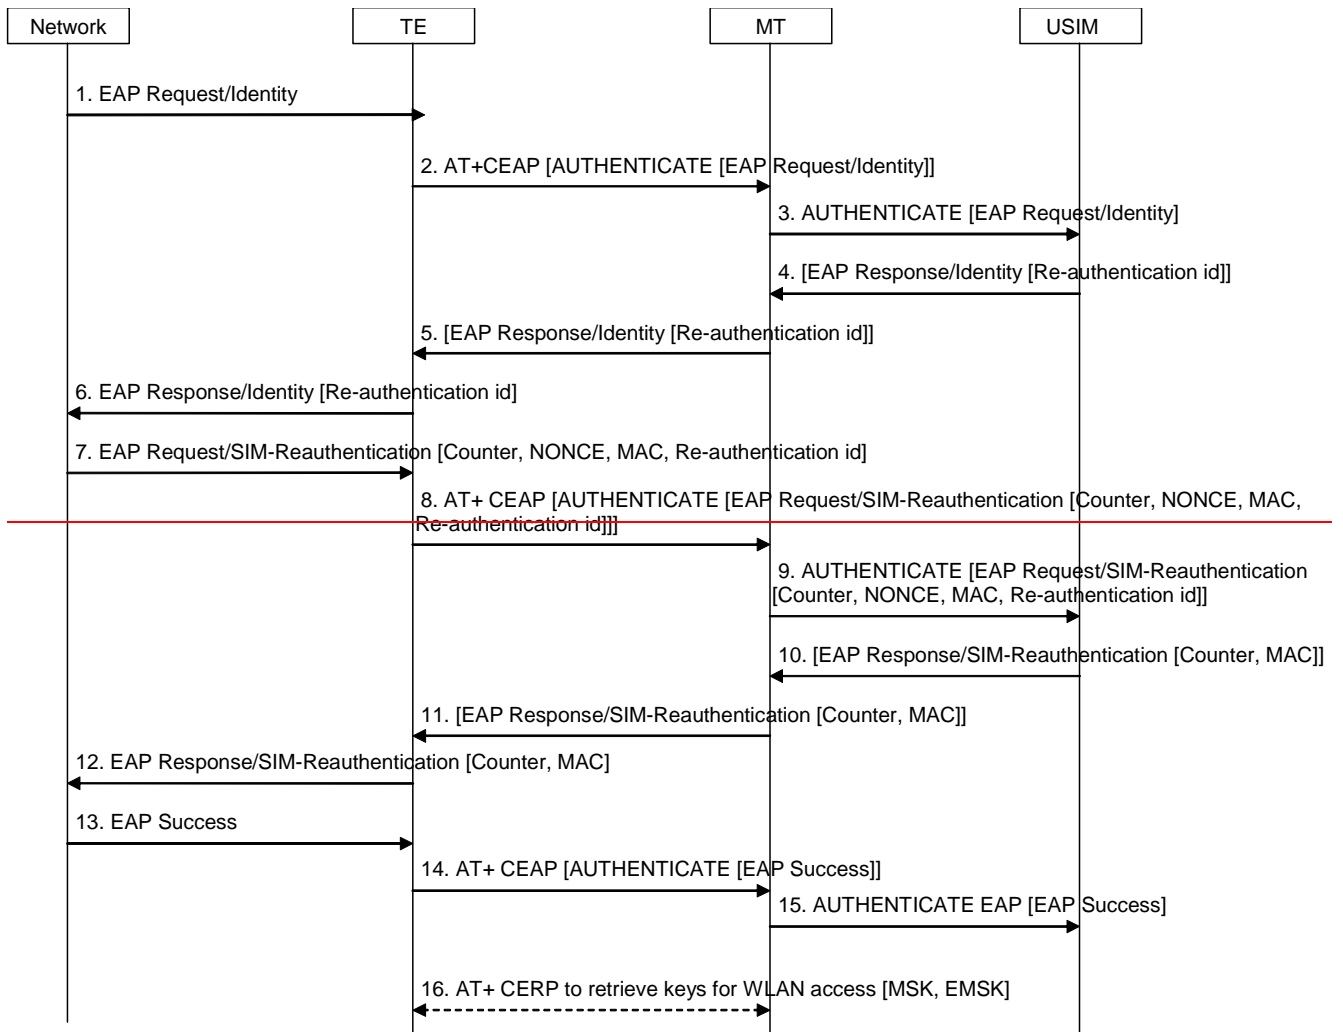 Network
TE
MT
USIM
1. EAP Request/Identity
2. AT+CEAP [AUTHENTICATE [EAP Request/Identity]]
3. AUTHENTICATE [EAP Request/Identity]
4. [EAP Response/Identity [Re-authentication id]]
5. [EAP Response/Identity [Re-authentication id]]
6. EAP Response/Identity [Re-authentication id]
7. EAP Request/SIM-Reauthentication [Counter, NONCE, MAC, Re-authentication id]
8. AT+ CEAP [AUTHENTICATE [EAP Request/SIM-Reauthentication [Counter, NONCE, MAC,
Re-authentication id]]]
9. AUTHENTICATE [EAP Request/SIM-Reauthentication
[Counter, NONCE, MAC, Re-authentication id]]
10. [EAP Response/SIM-Reauthentication [Counter, MAC]]
11. [EAP Response/SIM-Reauthentication [Counter, MAC]]
12. EAP Response/SIM-Reauthentication [Counter, MAC]
13. EAP Success
14. AT+ CEAP [AUTHENTICATE [EAP Success]]
15. AUTHENTICATE EAP [EAP Success]
16. AT+ CERP to retrieve keys for WLAN access [MSK, EMSK]